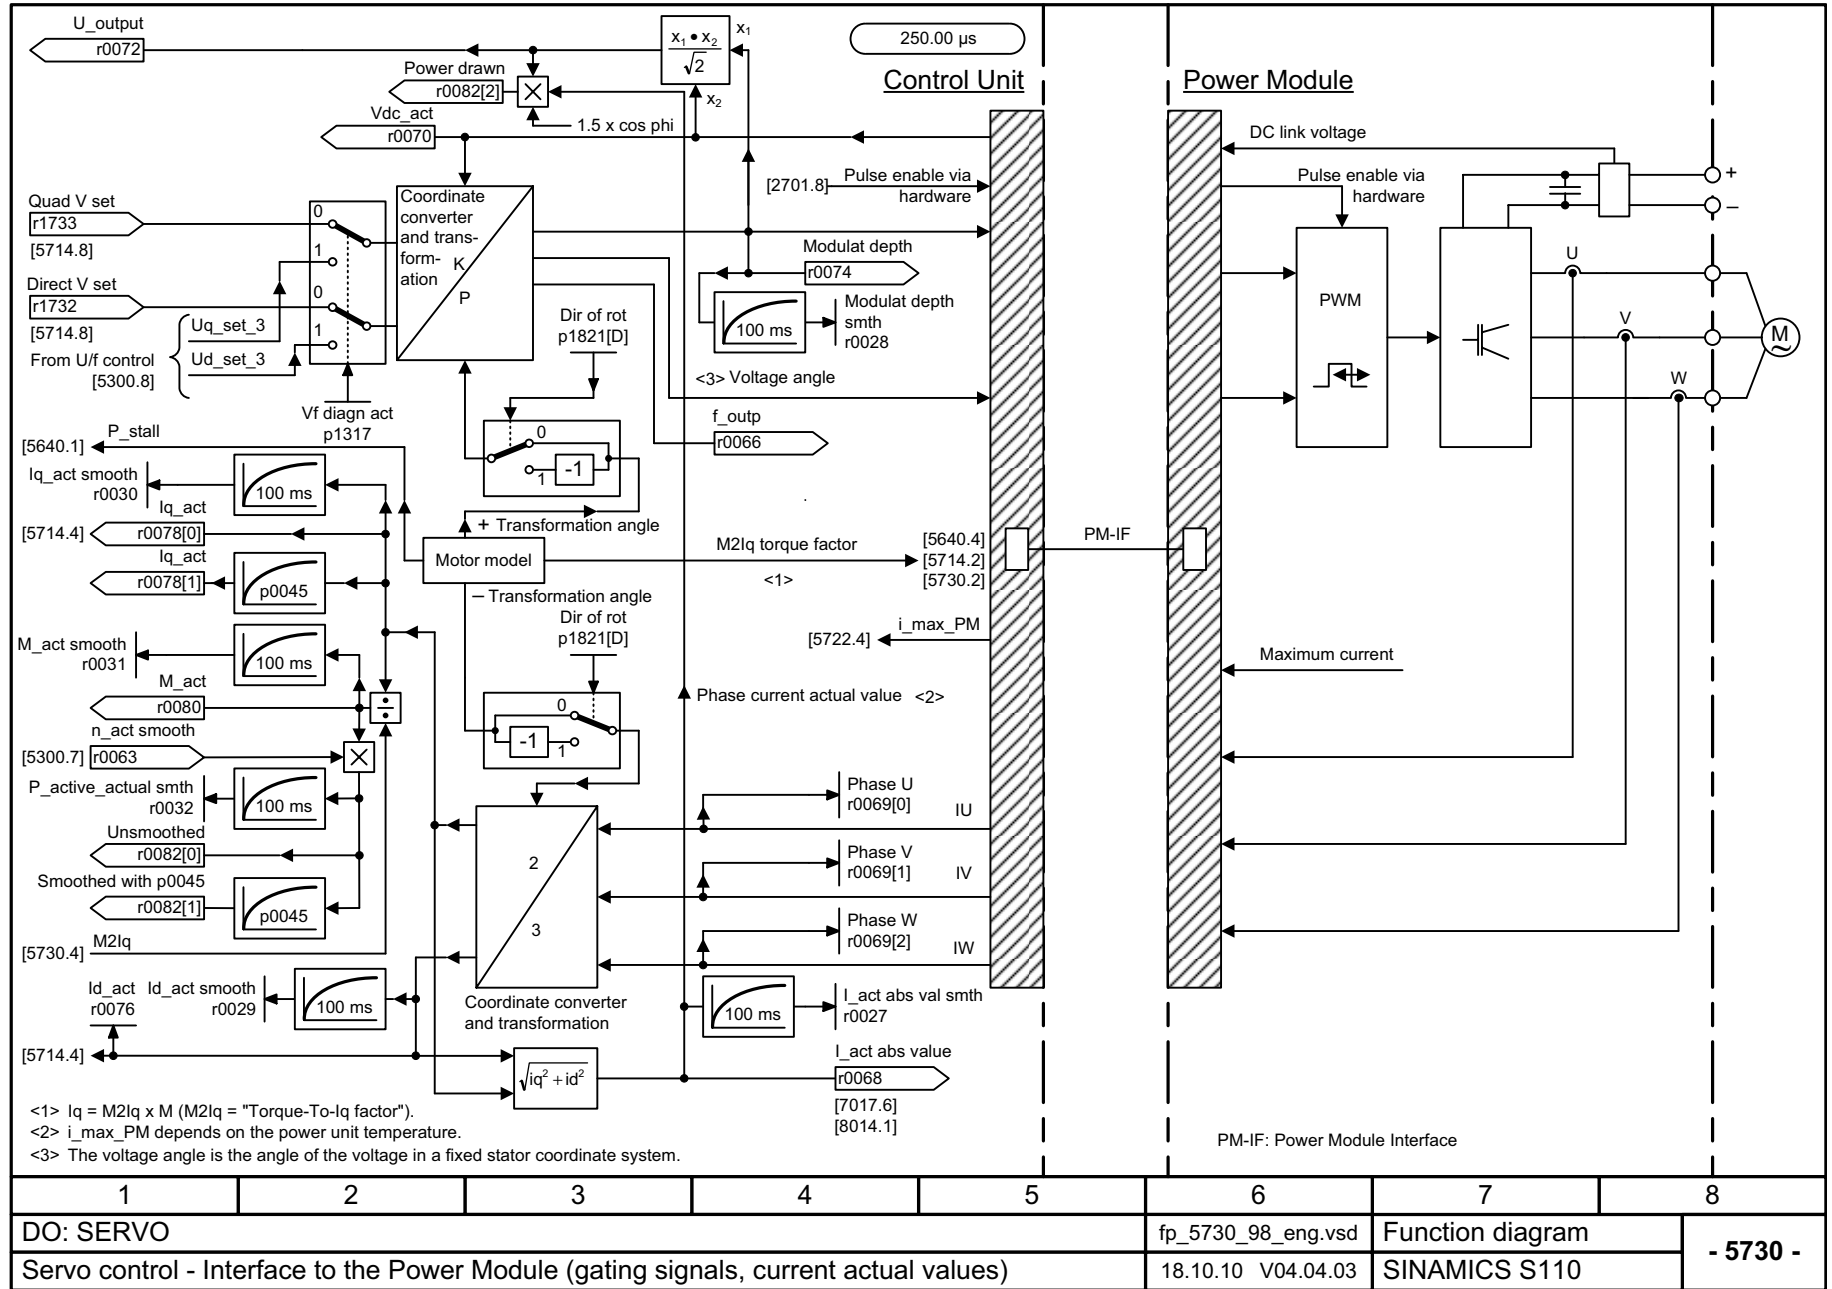 U_output
r0072
x₁ • x₂
√2
x₁
x₂
250.00 µs
Control Unit
Power Module
Power drawn
r0082[2]
1.5 x cos phi
Vdc_act
r0070
DC link voltage
[2701.8]
Pulse enable via
hardware
Pulse enable via
hardware
+
–
Quad V set
r1733
[5714.8]
0
1
Direct V set
r1732
[5714.8]
0
1
Uq_set_3
Ud_set_3
From U/f control
[5300.8]
Vf diagn act
p1317
Coordinate
converter
and trans-
form-
ation
K
P
Modulat depth
r0074
100 ms
Modulat depth
smth
r0028
Dir of rot
p1821[D]
<3> Voltage angle
f_outp
r0066
0
1
-1
PWM
U
V
W
M
~
[5640.1]
P_stall
Iq_act smooth
r0030
100 ms
Iq_act
[5714.4]
r0078[0]
Iq_act
r0078[1]
p0045
+ Transformation angle
Motor model
– Transformation angle
Dir of rot
p1821[D]
M2Iq torque factor
<1>
[5640.4]
[5714.2]
[5730.2]
PM-IF
[5722.4]
i_max_PM
Maximum current
M_act smooth
r0031
100 ms
M_act
r0080
n_act smooth
[5300.7]
r0063
P_active_actual smth
r0032
100 ms
Unsmoothed
r0082[0]
Smoothed with p0045
r0082[1]
p0045
M2Iq
[5730.4]
0
-1
1
Phase current actual value <2>
Phase U
r0069[0]
IU
Phase V
r0069[1]
IV
Phase W
r0069[2]
IW
2
3
Coordinate converter
and transformation
Id_act
r0076
Id_act smooth
r0029
100 ms
[5714.4]
√iq² + id²
100 ms
I_act abs val smth
r0027
I_act abs value
r0068
[7017.6]
[8014.1]
<1> Iq = M2Iq x M (M2Iq = "Torque-To-Iq factor").
<2> i_max_PM depends on the power unit temperature.
<3> The voltage angle is the angle of the voltage in a fixed stator coordinate system.
PM-IF: Power Module Interface
1 2 3 4 5 6 7 8
DO: SERVO
fp_5730_98_eng.vsd
Function diagram
- 5730 -
Servo control - Interface to the Power Module (gating signals, current actual values)
18.10.10 V04.04.03
SINAMICS S110